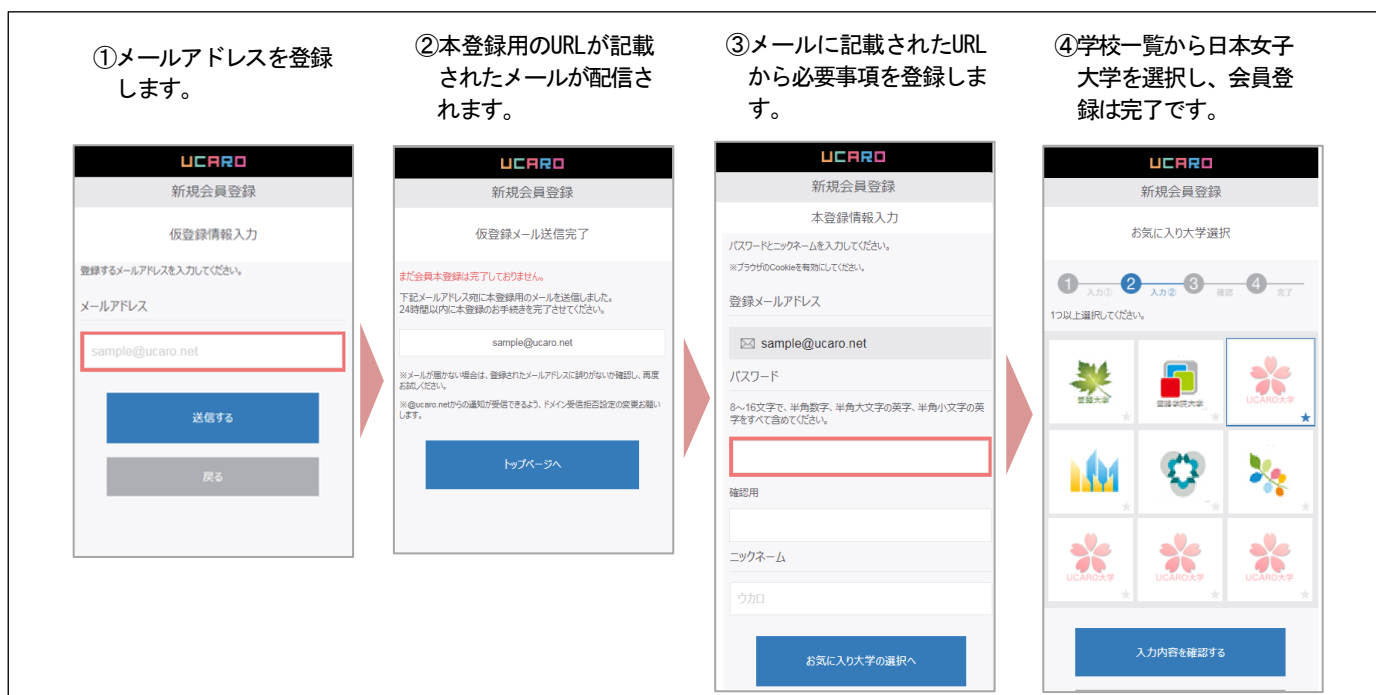 ①メールアドレスを登録
します。
②本登録用のURLが記載
されたメールが配信さ
れます。
③メールに記載されたURL
から必要事項を登録しま
す。
④学校一覧から日本女子
大学を選択し、会員登
録は完了です。
UCARO
新規会員登録
仮登録情報入力
登録するメールアドレスを入力してください。
メールアドレス
sample@ucaro.net
送信する
戻る
UCARO
新規会員登録
仮登録メール送信完了
まだ会員本登録は完了しておりません。
下記メールアドレス宛に本登録用のメールを送信しました。
24時間以内に本登録のお手続きを完了させてください。
sample@ucaro.net
※メールが届かない場合は、登録されたメールアドレスに誤りがないか確認し、再度
お試しください。
※@ucaro.netからの通知が受信できるよう、ドメイン受信拒否設定の変更お願い
します。
トップページへ
UCARO
新規会員登録
本登録情報入力
パスワードとニックネームを入力してください。
※ブラウザのCookieを有効にしてください。
登録メールアドレス
sample@ucaro.net
パスワード
8～16文字で、半角数字、半角大文字の英字、半角小文字の英
字をすべて含めてください。
確認用
ニックネーム
ウカロ
お気に入り大学の選択へ
UCARO
新規会員登録
お気に入り大学選択
1 入力① 2 入力② 3 確認 4 完了
1つ以上選択してください。
UCARO大学
UCARO大学
UCARO大学
UCARO大学
入力内容を確認する